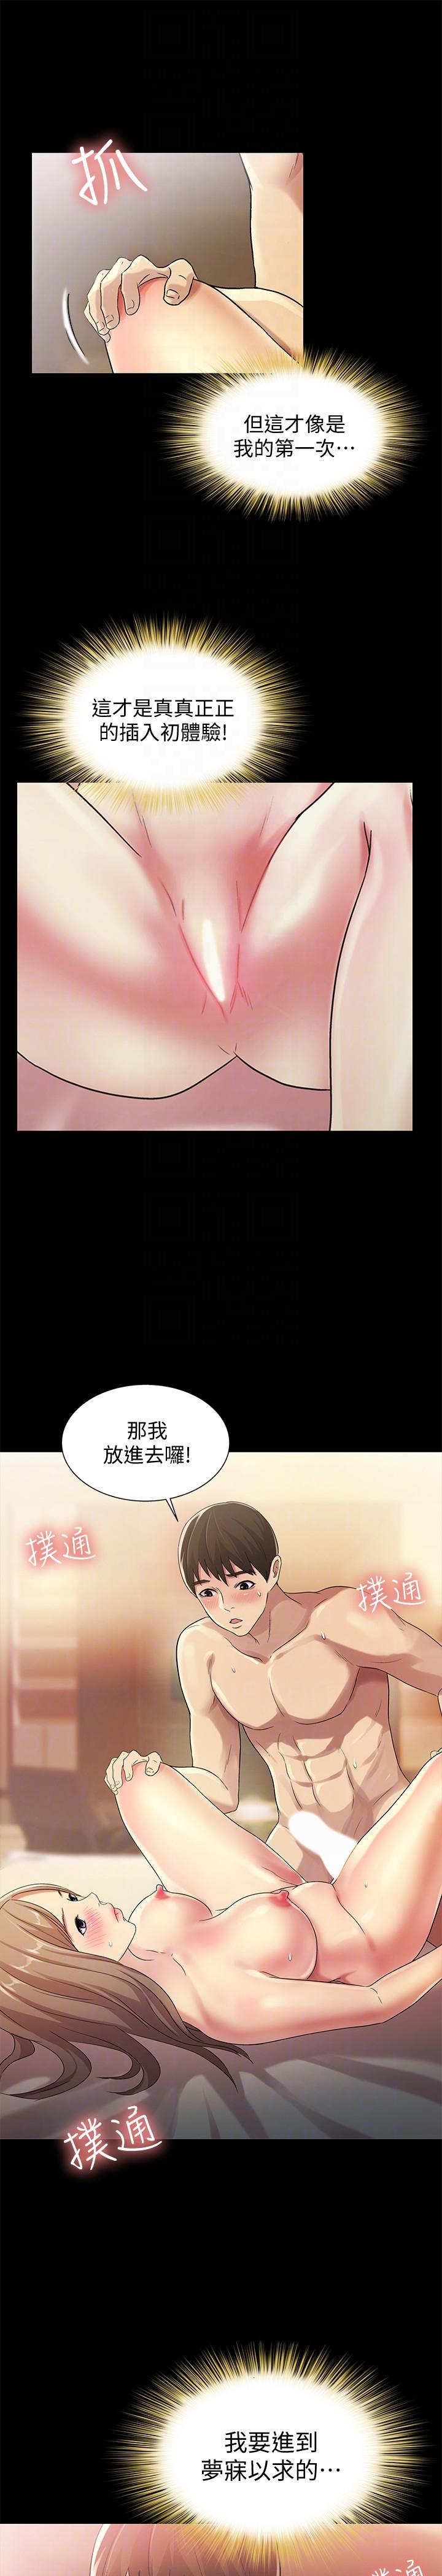 抓
但這才像是
我的第一次…
這才是真真正正
的插入初體驗!
那我
放進去囉!
撲通
撲通
撲通
我要進到
夢寐以求的…